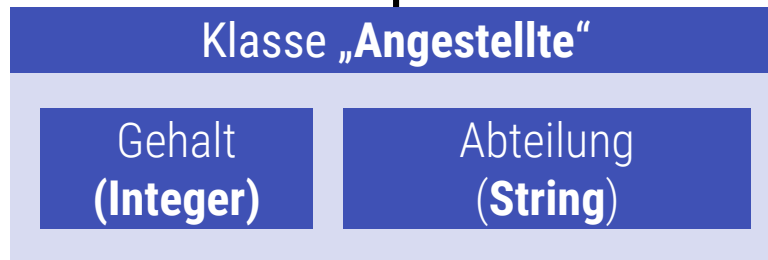 Klasse „Angestellte“
Gehalt
(Integer)
Abteilung
(String)